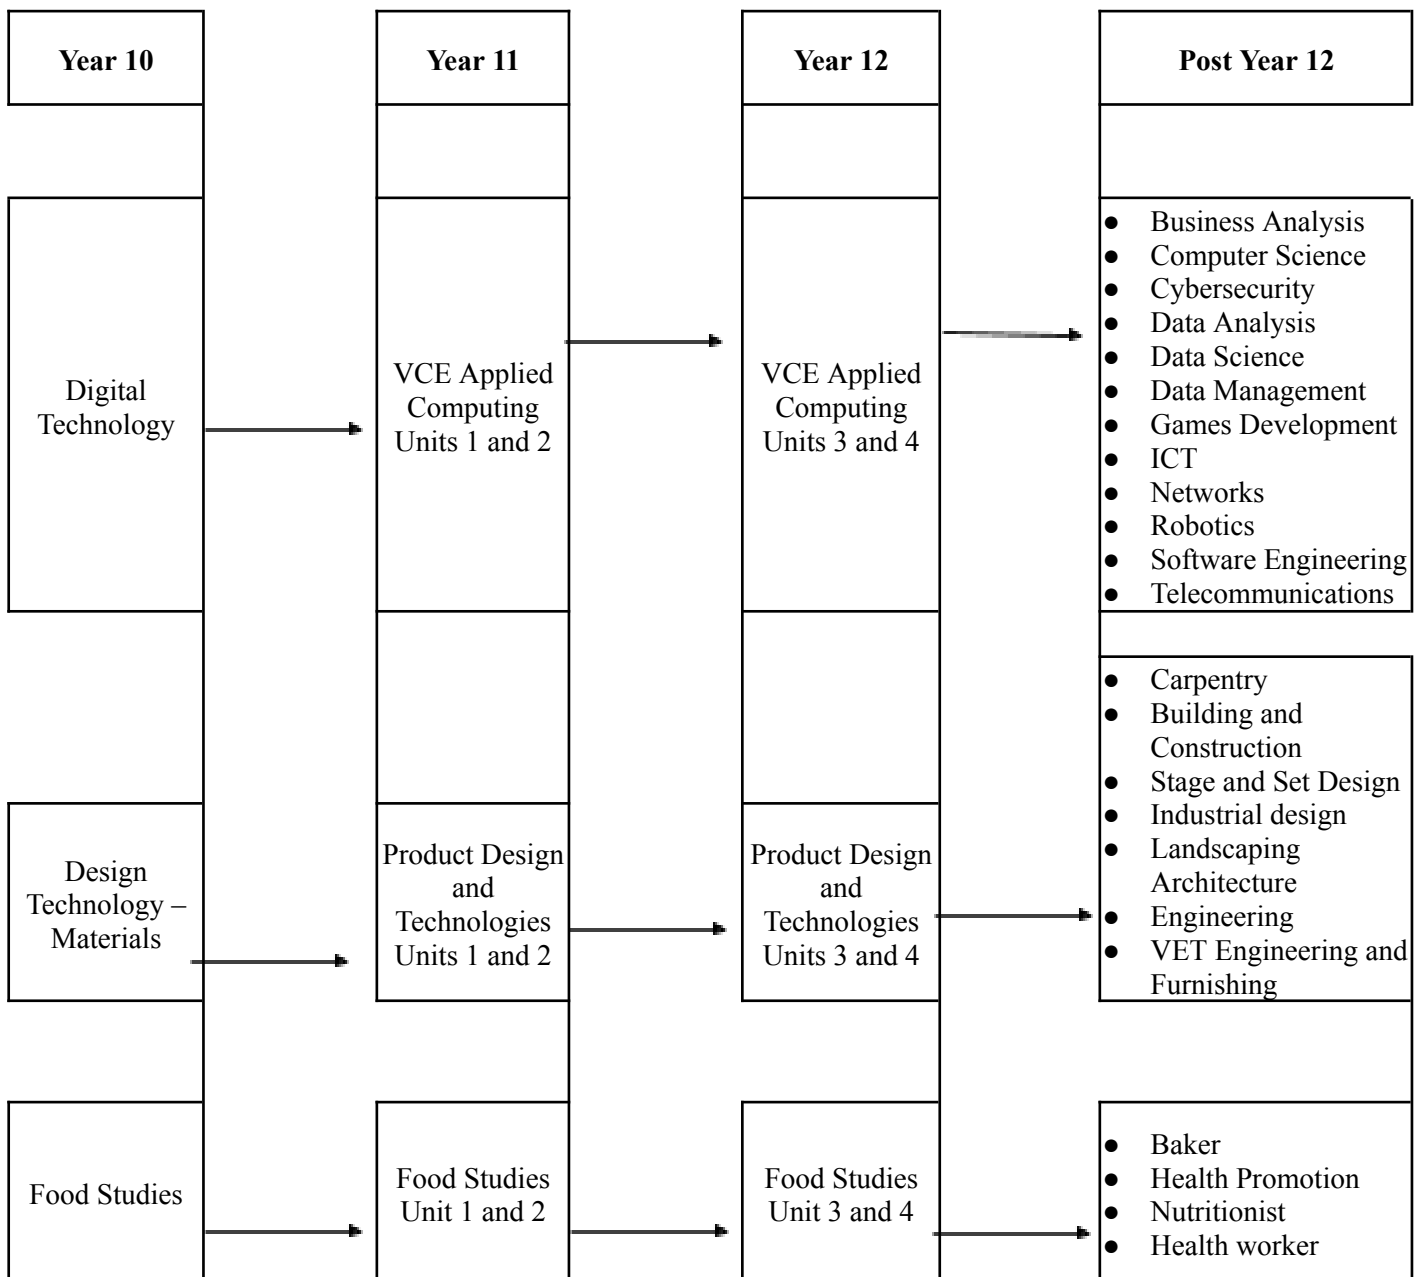 Year 10
Year 11
Year 12
Post Year 12
Digital
Technology
VCE Applied
Computing
Units 1 and 2
VCE Applied
Computing
Units 3 and 4
● Business Analysis
● Computer Science
● Cybersecurity
● Data Analysis
● Data Science
● Data Management
● Games Development
● ICT
● Networks
● Robotics
● Software Engineering
● Telecommunications
Design
Technology –
Materials
Product Design
and
Technologies
Units 1 and 2
Product Design
and
Technologies
Units 3 and 4
● Carpentry
● Building and
Construction
● Stage and Set Design
● Industrial design
● Landscaping
Architecture
● Engineering
● VET Engineering and
Furnishing
Food Studies
Food Studies
Unit 1 and 2
Food Studies
Unit 3 and 4
● Baker
● Health Promotion
● Nutritionist
● Health worker